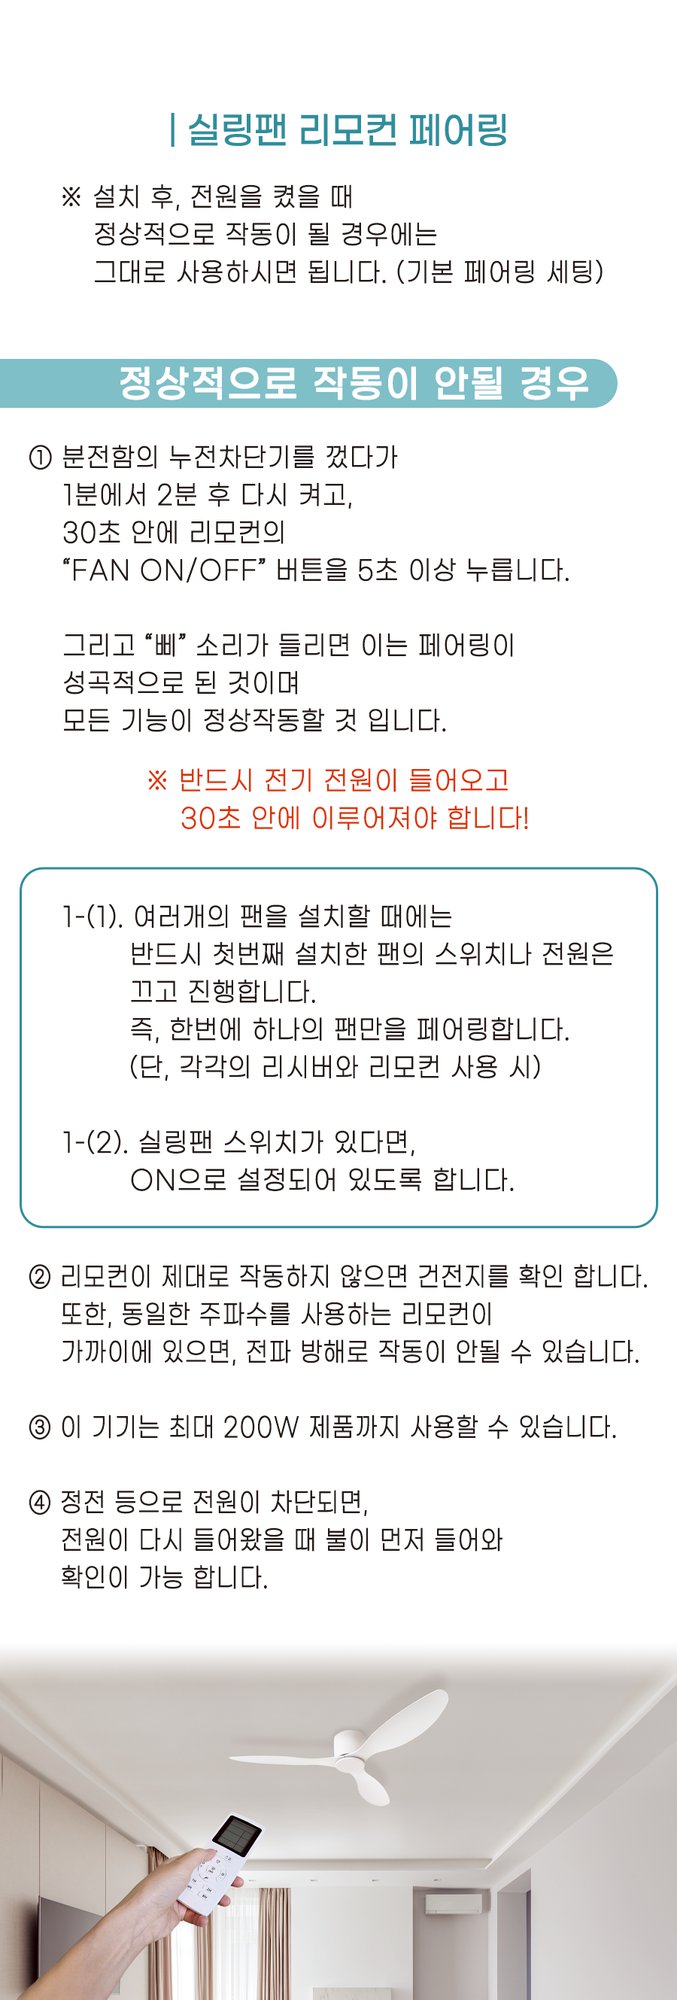 | 실링팬 리모컨 페어링
※ 설치 후, 전원을 켰을 때
정상적으로 작동이 될 경우에는
그대로 사용하시면 됩니다. (기본 페어링 세팅)
정상적으로 작동이 안될 경우
① 분전함의 누전차단기를 껐다가
1분에서 2분 후 다시 켜고,
30초 안에 리모컨의
“FAN ON/OFF” 버튼을 5초 이상 누릅니다.
그리고 “삐” 소리가 들리면 이는 페어링이
성곡적으로 된 것이며
모든 기능이 정상작동할 것 입니다.
※ 반드시 전기 전원이 들어오고
30초 안에 이루어져야 합니다!
1-(1). 여러개의 팬을 설치할 때에는
반드시 첫번째 설치한 팬의 스위치나 전원은
끄고 진행합니다.
즉, 한번에 하나의 팬만을 페어링합니다.
(단, 각각의 리시버와 리모컨 사용 시)
1-(2). 실링팬 스위치가 있다면,
ON으로 설정되어 있도록 합니다.
② 리모컨이 제대로 작동하지 않으면 건전지를 확인 합니다.
또한, 동일한 주파수를 사용하는 리모컨이
가까이에 있으면, 전파 방해로 작동이 안될 수 있습니다.
③ 이 기기는 최대 200W 제품까지 사용할 수 있습니다.
④ 정전 등으로 전원이 차단되면,
전원이 다시 들어왔을 때 불이 먼저 들어와
확인이 가능 합니다.